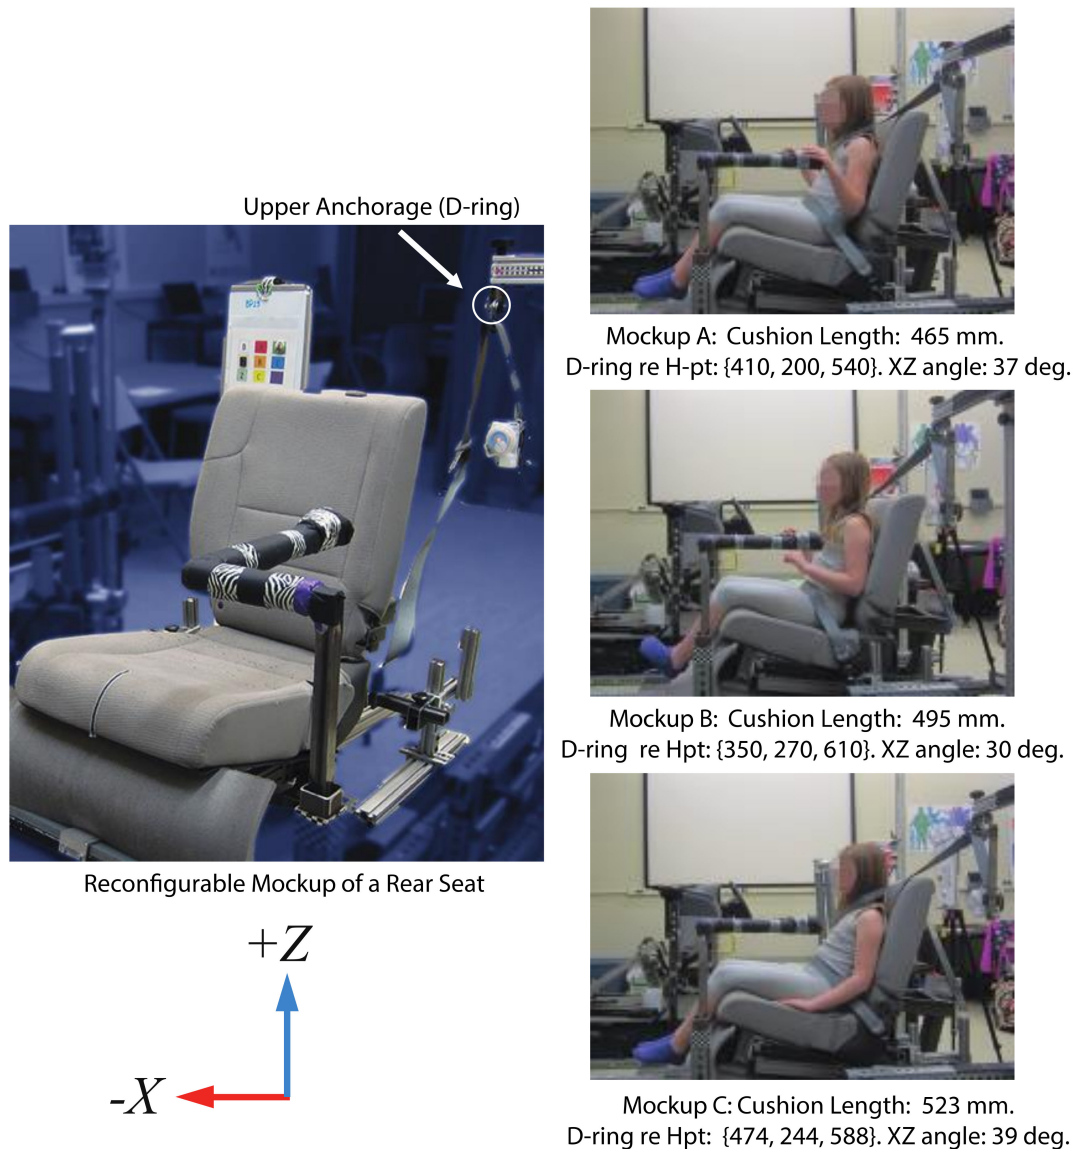 Upper Anchorage (D-ring)
Reconfigurable Mockup of a Rear Seat
+Z
-X
Mockup A:  Cushion Length:  465 mm.
D-ring re H-pt: {410, 200, 540}. XZ angle: 37 deg.
Mockup B:  Cushion Length:  495 mm.
D-ring  re Hpt: {350, 270, 610}. XZ angle: 30 deg.
Mockup C: Cushion Length:  523 mm.
D-ring re Hpt:  {474, 244, 588}. XZ angle: 39 deg.